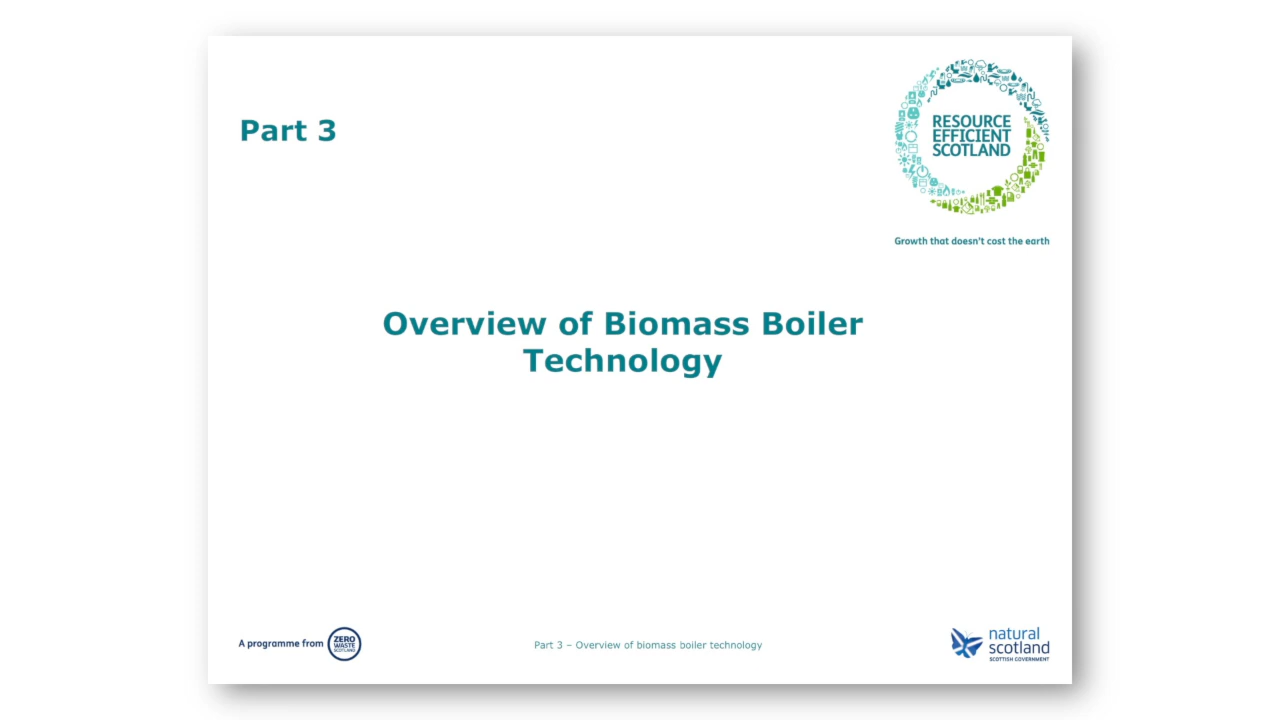 Part 3
RESOURCE
EFFICIENT
SCOTLAND
Growth that doesn't cost the earth
Overview of Biomass Boiler
Technology
A programme from
ZERO
WASTE
SCOTLAND
Part 3 – Overview of biomass boiler technology
natural
scotland
SCOTTISH GOVERNMENT